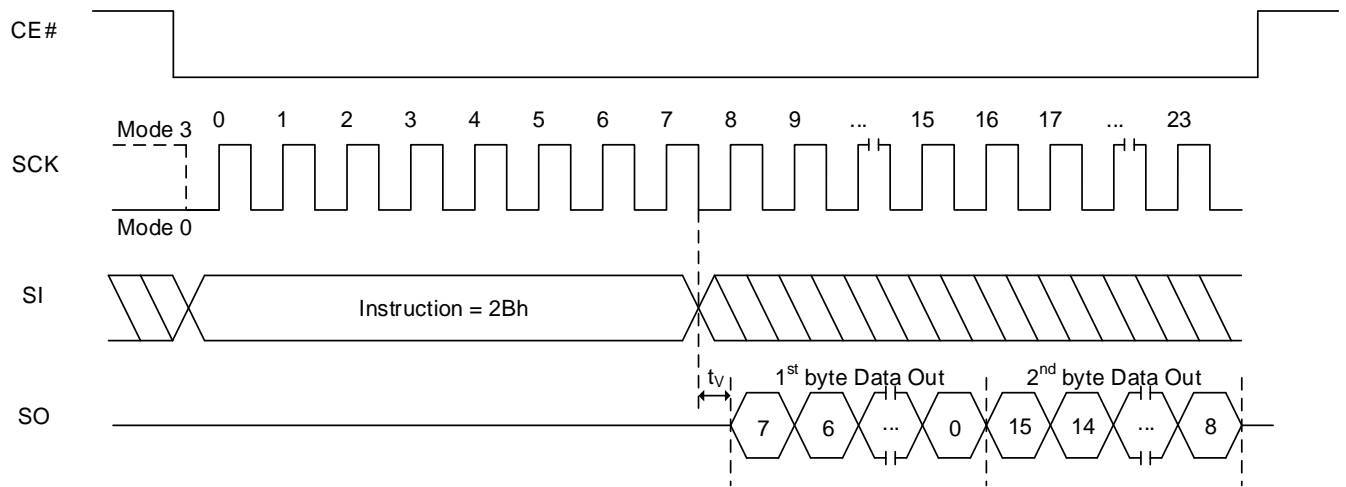 CE#
Mode 3
0 1 2 3 4 5 6 7 8 9 ... 15 16 17 ... 23
SCK
Mode 0
SI
Instruction = 2Bh
tV
1st byte Data Out
2nd byte Data Out
SO
7 6 ... 0 15 14 ... 8